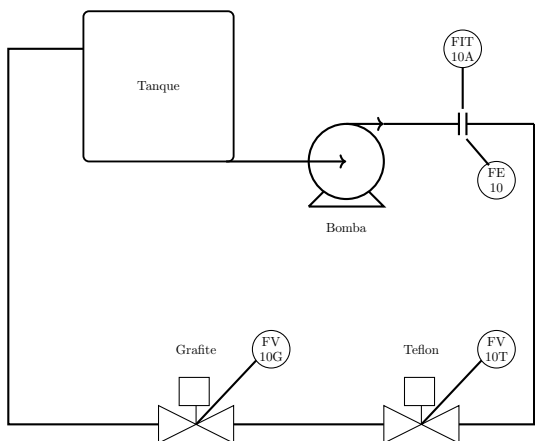 FIT
10A
Tanque
FE
10
Bomba
Grafite
FV
10G
Teflon
FV
10T